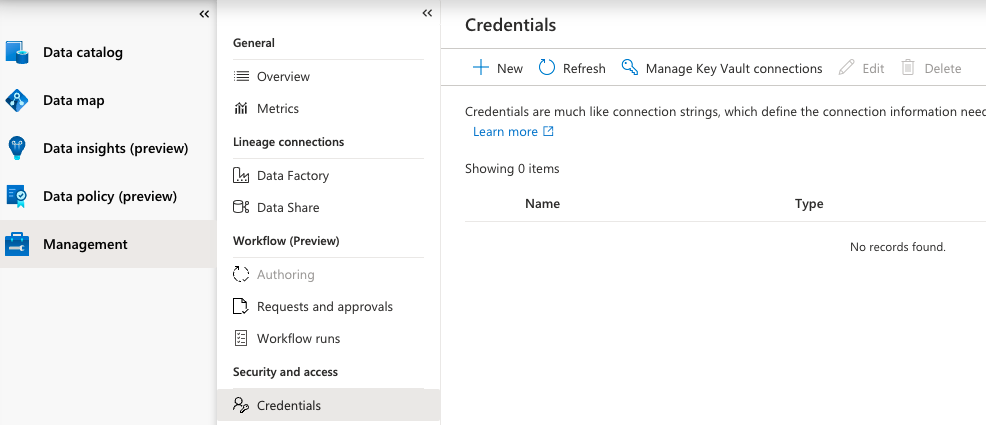 Data catalog
Data map
Data insights (preview)
Data policy (preview)
Management
General
Overview
Metrics
Lineage connections
Data Factory
Data Share
Workflow (Preview)
Authoring
Requests and approvals
Workflow runs
Security and access
Credentials
Credentials
New Refresh Manage Key Vault connections Edit Delete
Credentials are much like connection strings, which define the connection information
Learn more
Showing 0 items
Name Type
No records found.